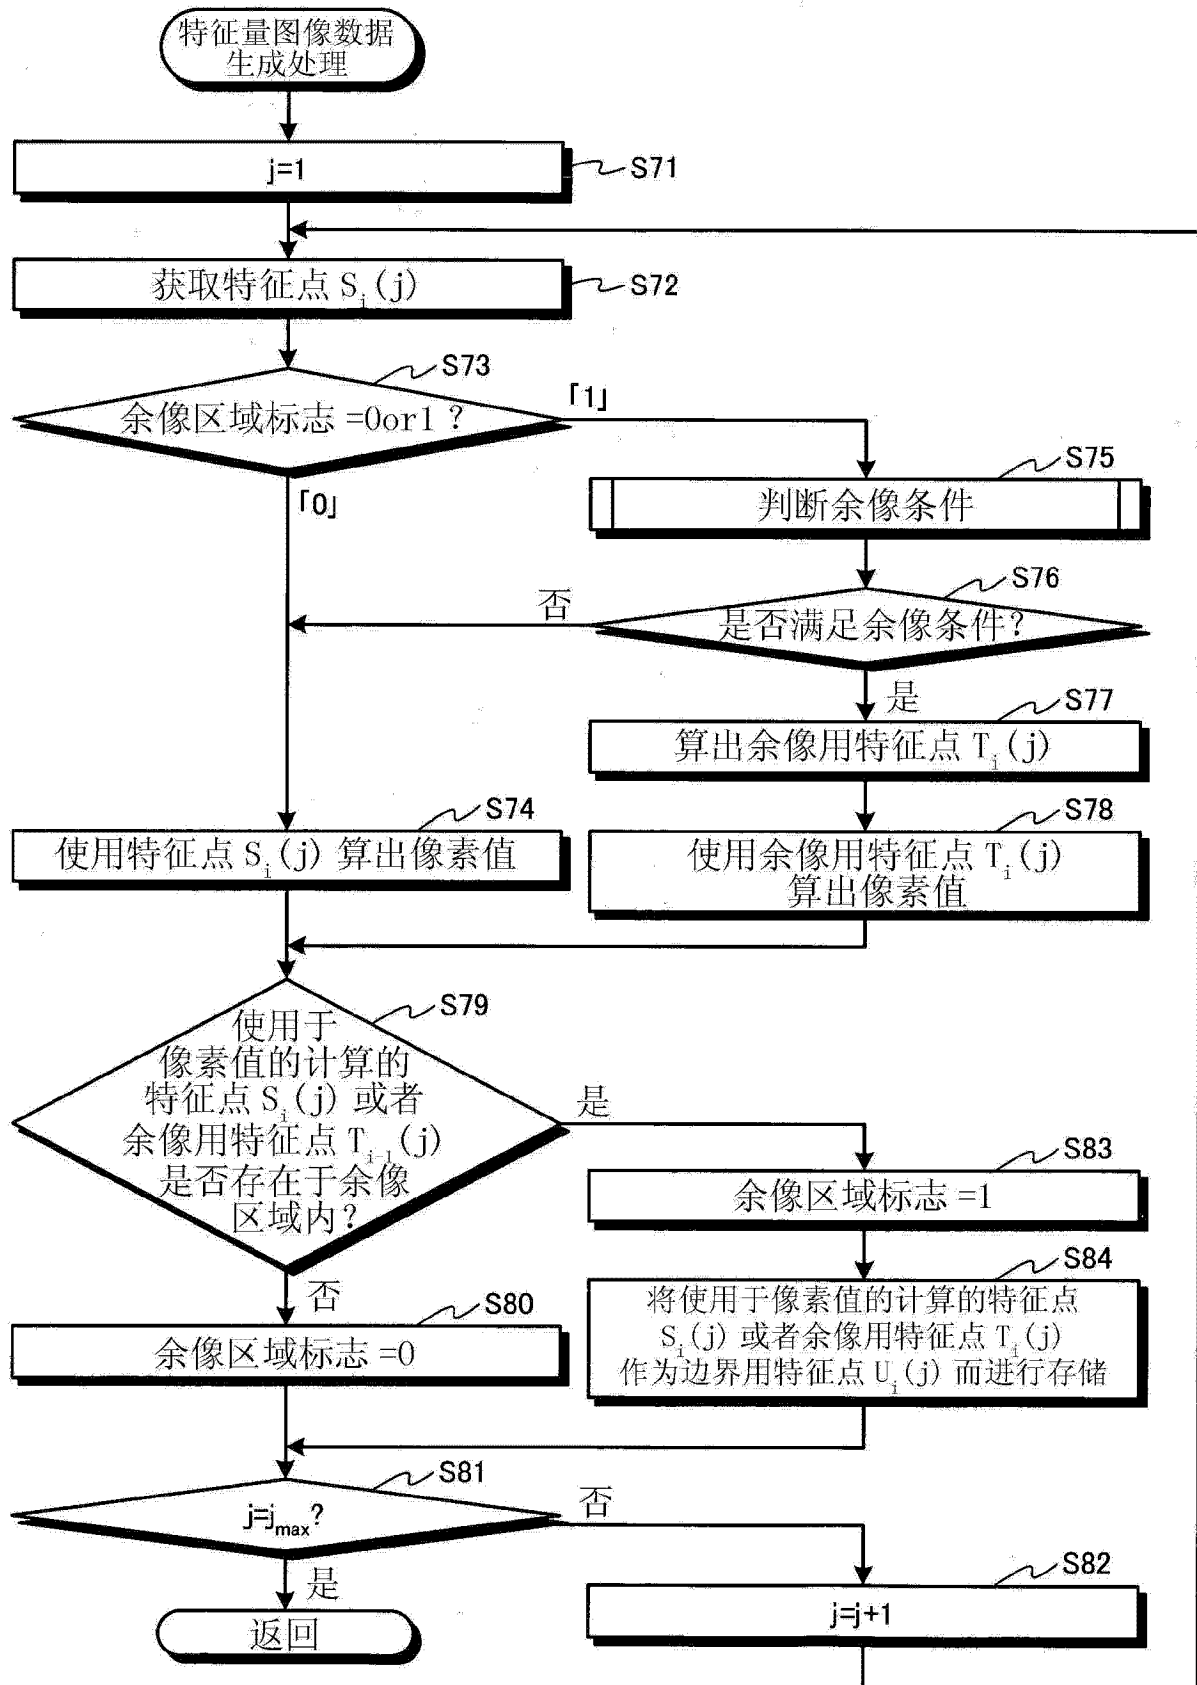 特征量图像数据
生成处理
j=1
S71
获取特征点 Si(j)
S72
S73
余像区域标志 =0or1 ?
「1」
「0」
S75
判断余像条件
S76
是否满足余像条件?
否
是
S77
算出余像用特征点 Ti(j)
S74
使用特征点 Si(j) 算出像素值
S78
使用余像用特征点 Ti(j)
算出像素值
S79
使用于
像素值的计算的
特征点 Si(j) 或者
余像用特征点 Ti-1(j)
是否存在于余像
区域内?
是
否
S83
余像区域标志 =1
S84
将使用于像素值的计算的特征点
Si(j) 或者余像用特征点 Ti(j)
作为边界用特征点 Ui(j) 而进行存储
S80
余像区域标志 =0
S81
j=jmax?
否
是
S82
j=j+1
返回